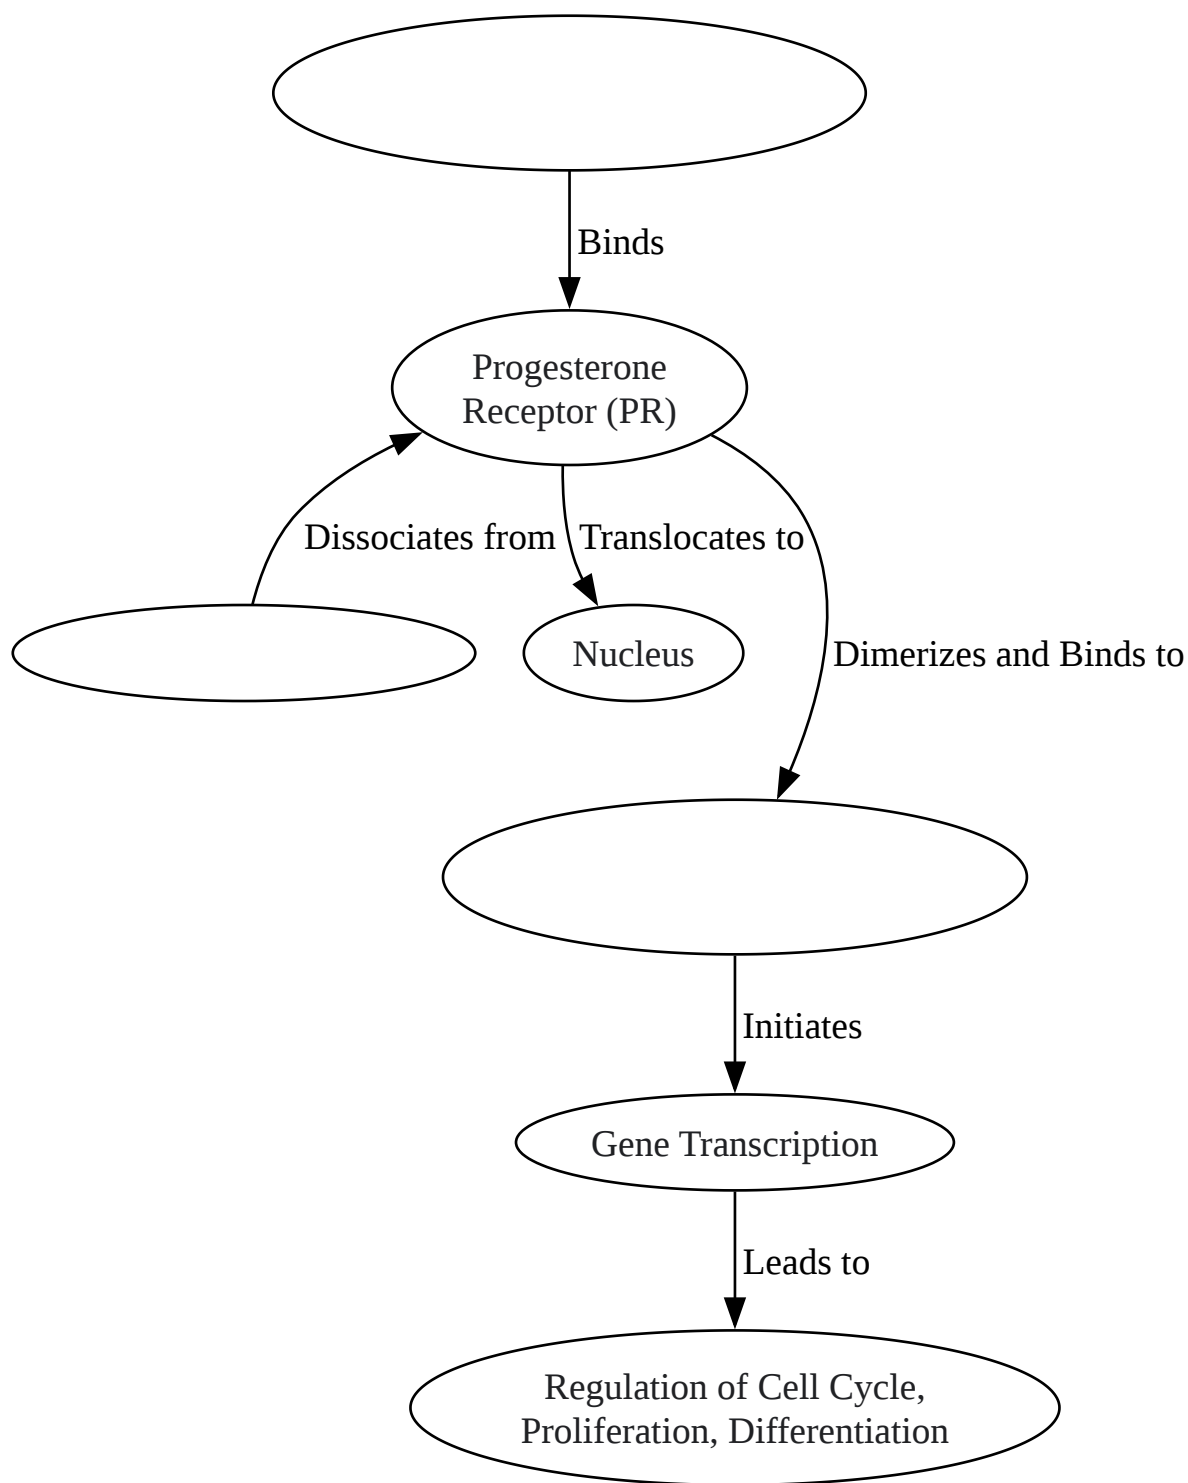 Binds
Progesterone
Receptor (PR)
Dissociates from
Translocates to
Nucleus
Dimerizes and Binds to
Initiates
Gene Transcription
Leads to
Regulation of Cell Cycle,
Proliferation, Differentiation